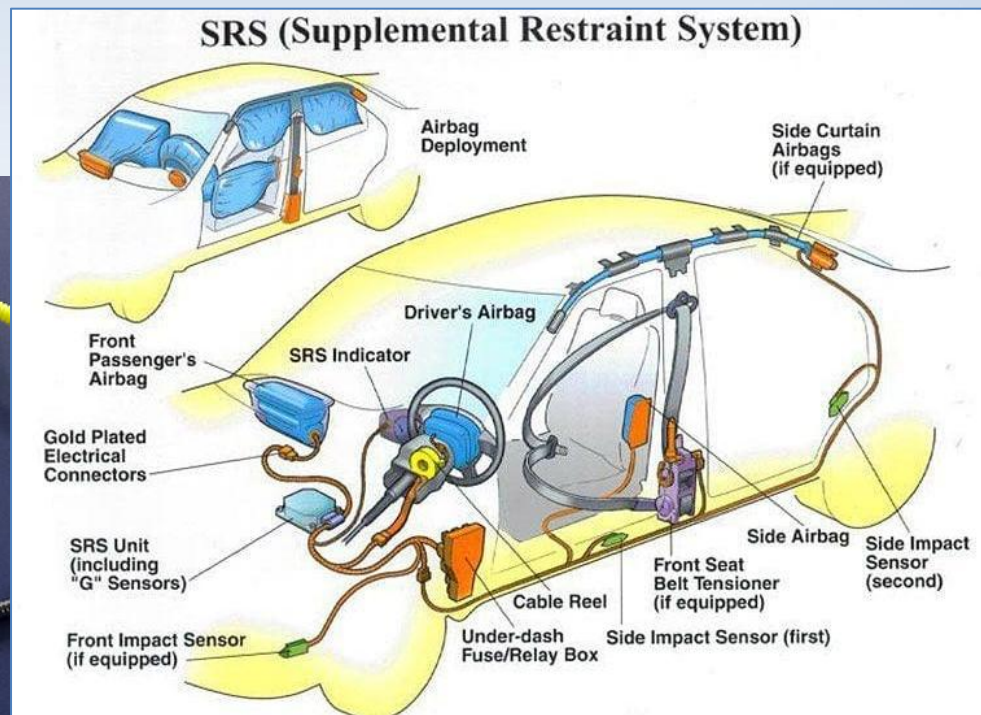 SRS (Supplemental Restraint System)
Airbag
Deployment
Side Curtain
Airbags
(if equipped)
Driver's Airbag
Front
Passenger's
Airbag
SRS Indicator
Gold Plated
Electrical
Connectors
SRS Unit
(including
"G" Sensors)
Side Airbag
Side Impact
Sensor
(second)
Front Seat
Belt Tensioner
(if equipped)
Cable Reel
Front Impact Sensor
(if equipped)
Under-dash
Fuse/Relay Box
Side Impact Sensor (first)